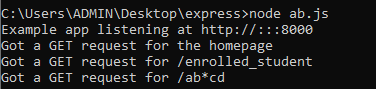 C:\Users\ADMIN\Desktop\express>node ab.js
Example app listening at http://:::8000
Got a GET request for the homepage
Got a GET request for /enrolled_student
Got a GET request for /ab*cd